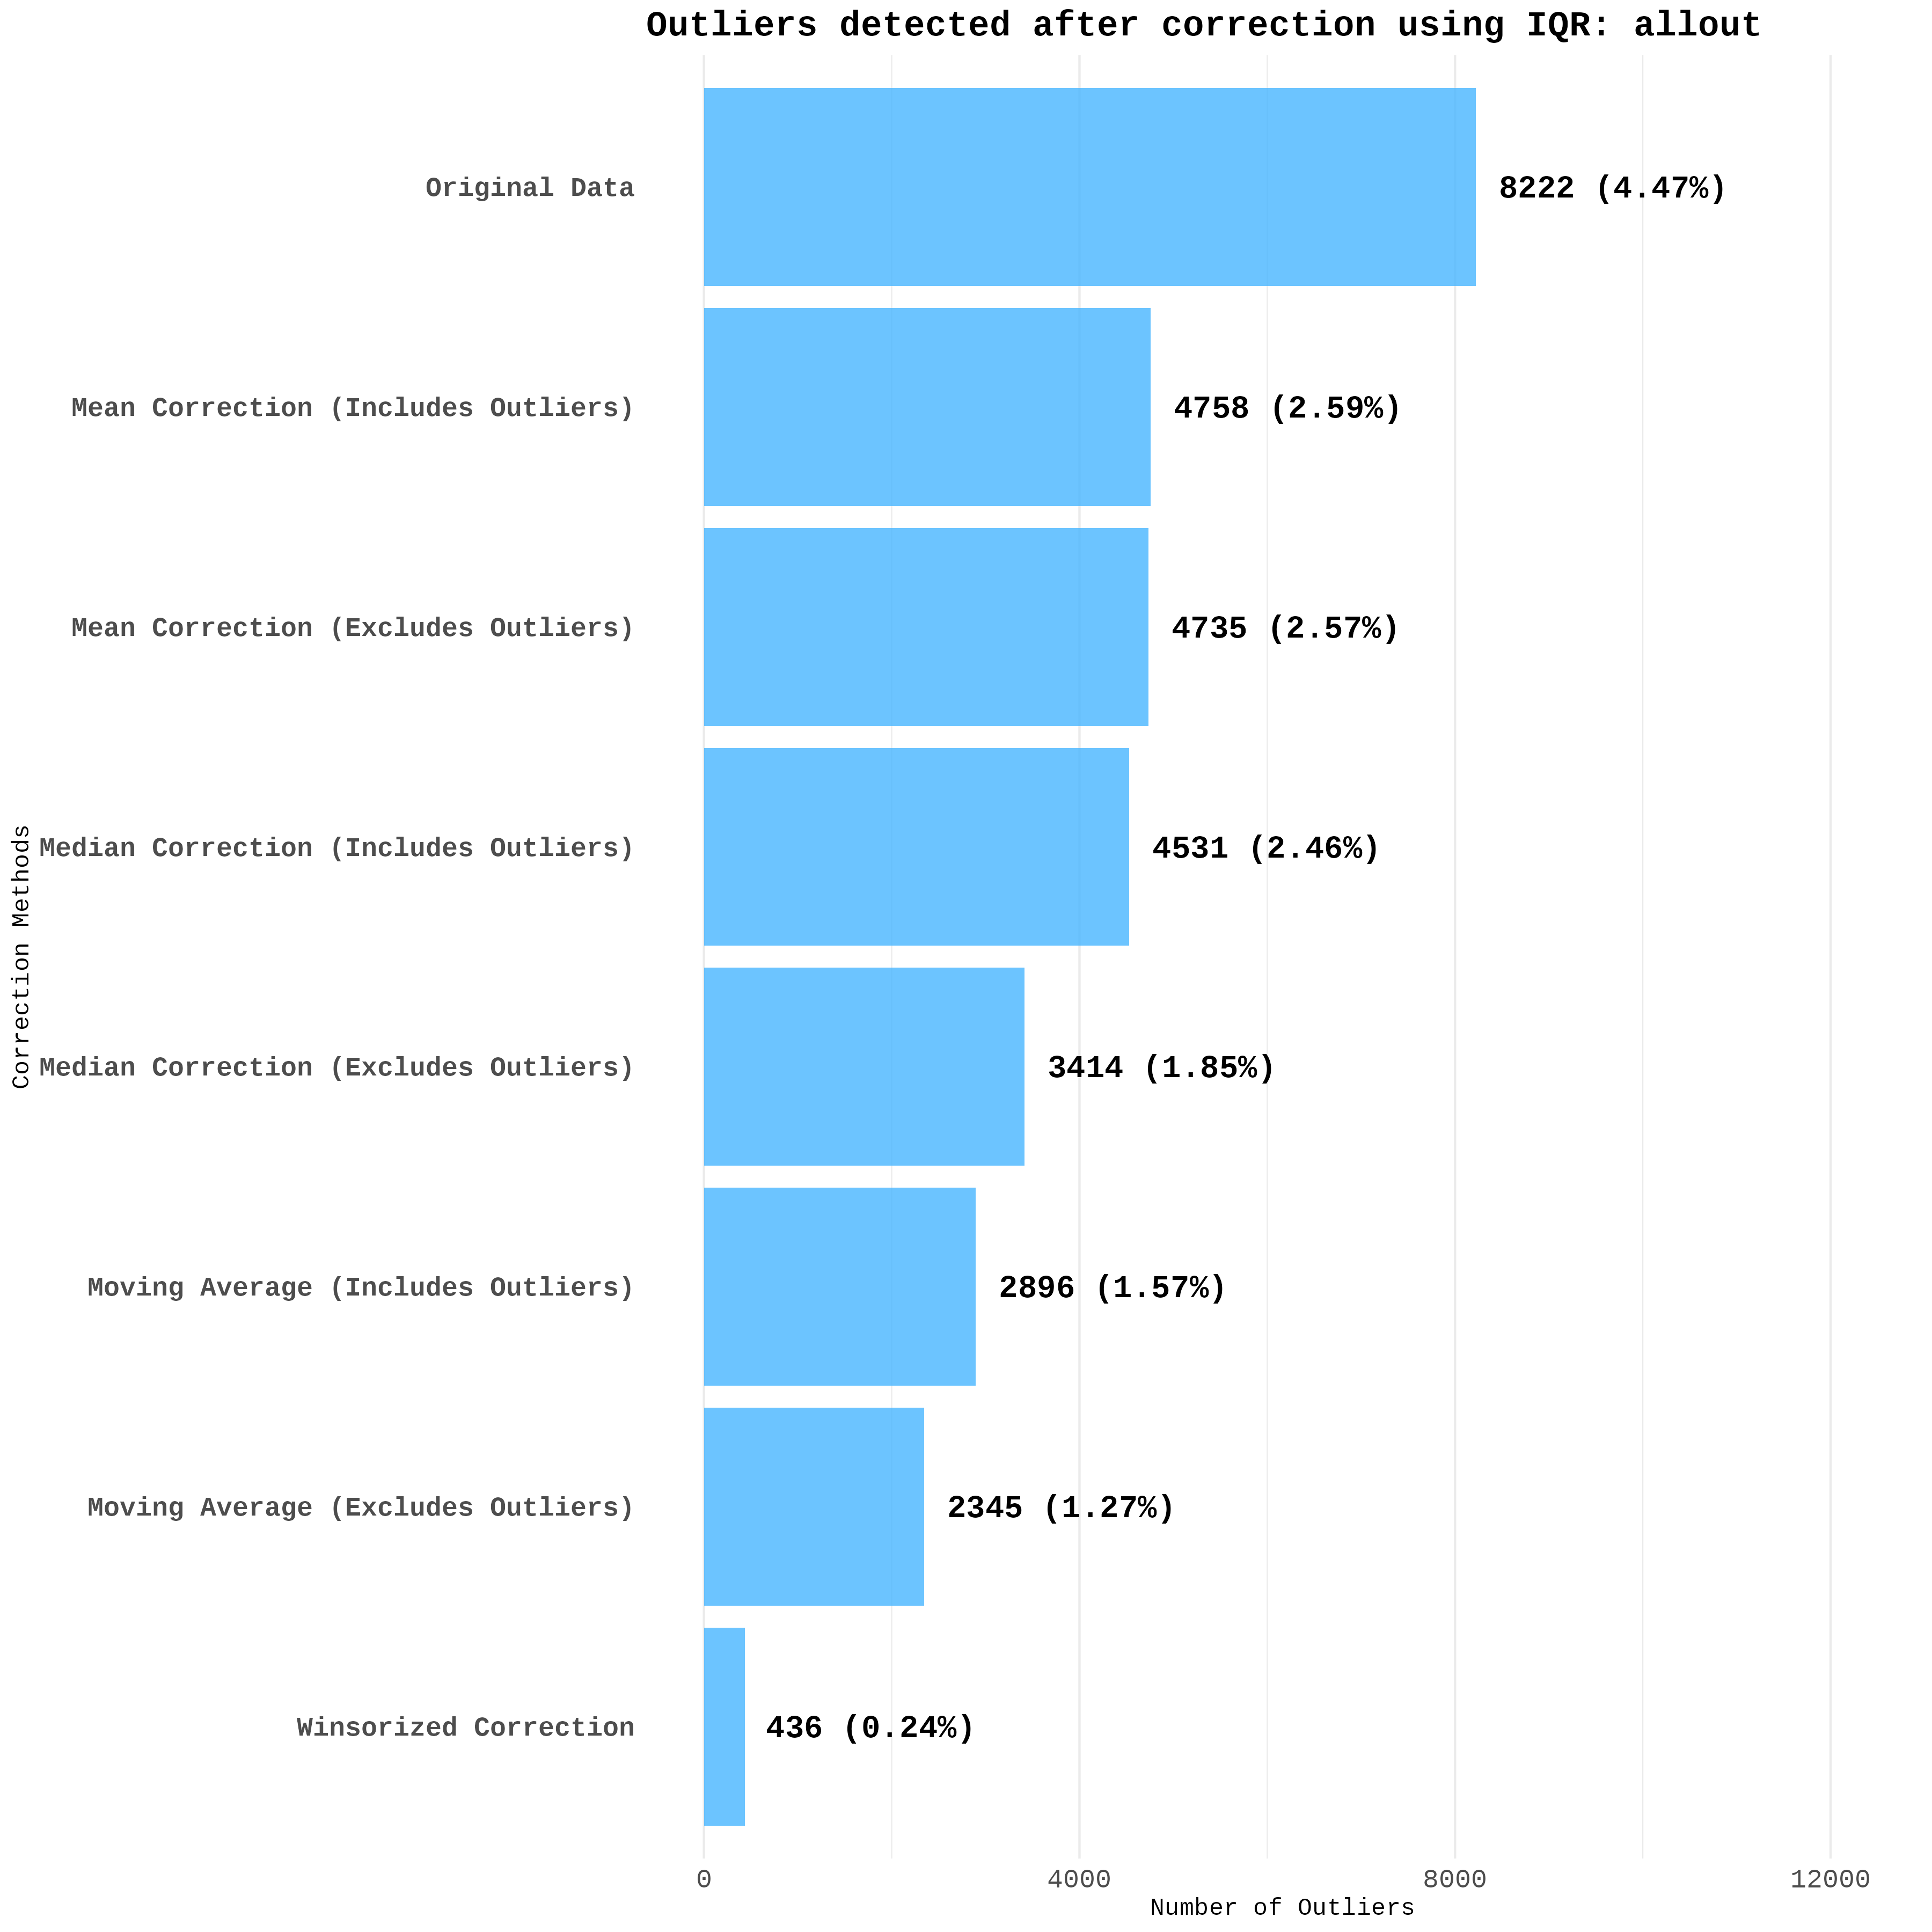 Outliers detected after correction using IQR: allout
Original Data
8222 (4.47%)
Mean Correction (Includes Outliers)
4758 (2.59%)
Mean Correction (Excludes Outliers)
4735 (2.57%)
Median Correction (Includes Outliers)
4531 (2.46%)
Median Correction (Excludes Outliers)
3414 (1.85%)
Moving Average (Includes Outliers)
2896 (1.57%)
Moving Average (Excludes Outliers)
2345 (1.27%)
Winsorized Correction
436 (0.24%)
Correction Methods
0 4000 8000 12000
Number of Outliers